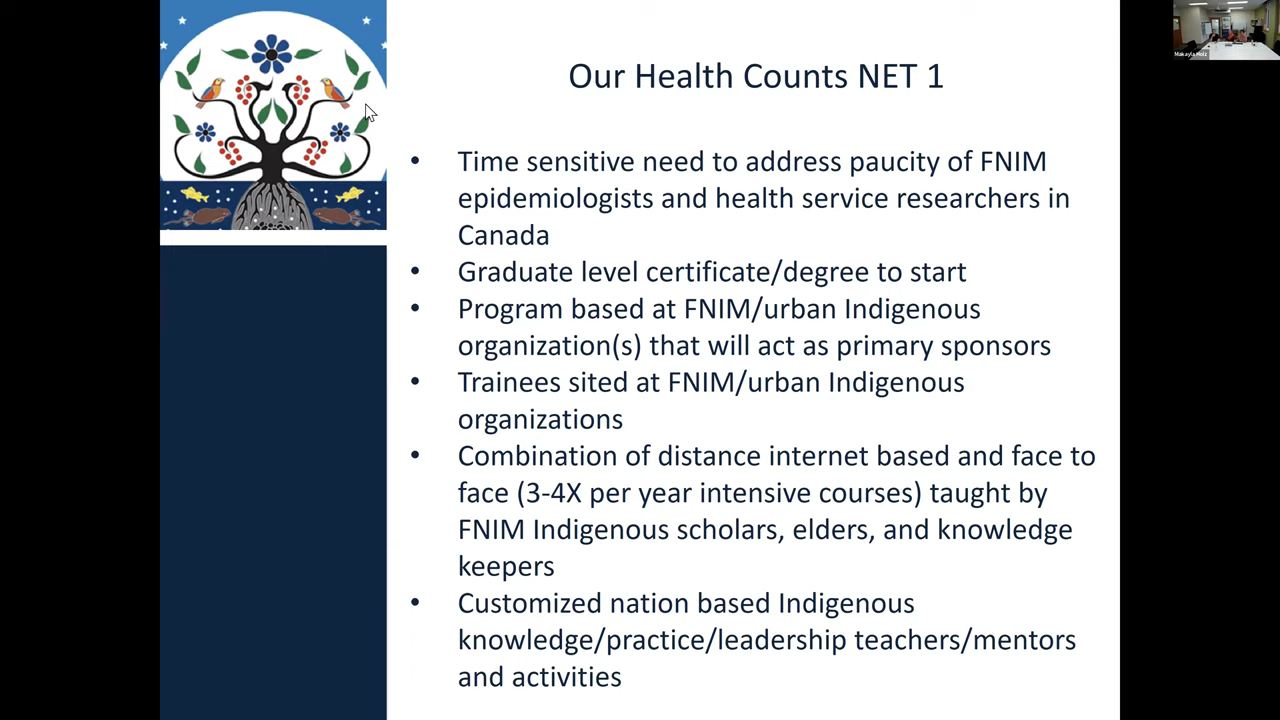 Our Health Counts NET 1
• Time sensitive need to address paucity of FNIM
epidemiologists and health service researchers in
Canada
• Graduate level certificate/degree to start
• Program based at FNIM/urban Indigenous
organization(s) that will act as primary sponsors
• Trainees sited at FNIM/urban Indigenous
organizations
• Combination of distance internet based and face to
face (3-4X per year intensive courses) taught by
FNIM Indigenous scholars, elders, and knowledge
keepers
• Customized nation based Indigenous
knowledge/practice/leadership teachers/mentors
and activities
Makayla Holz